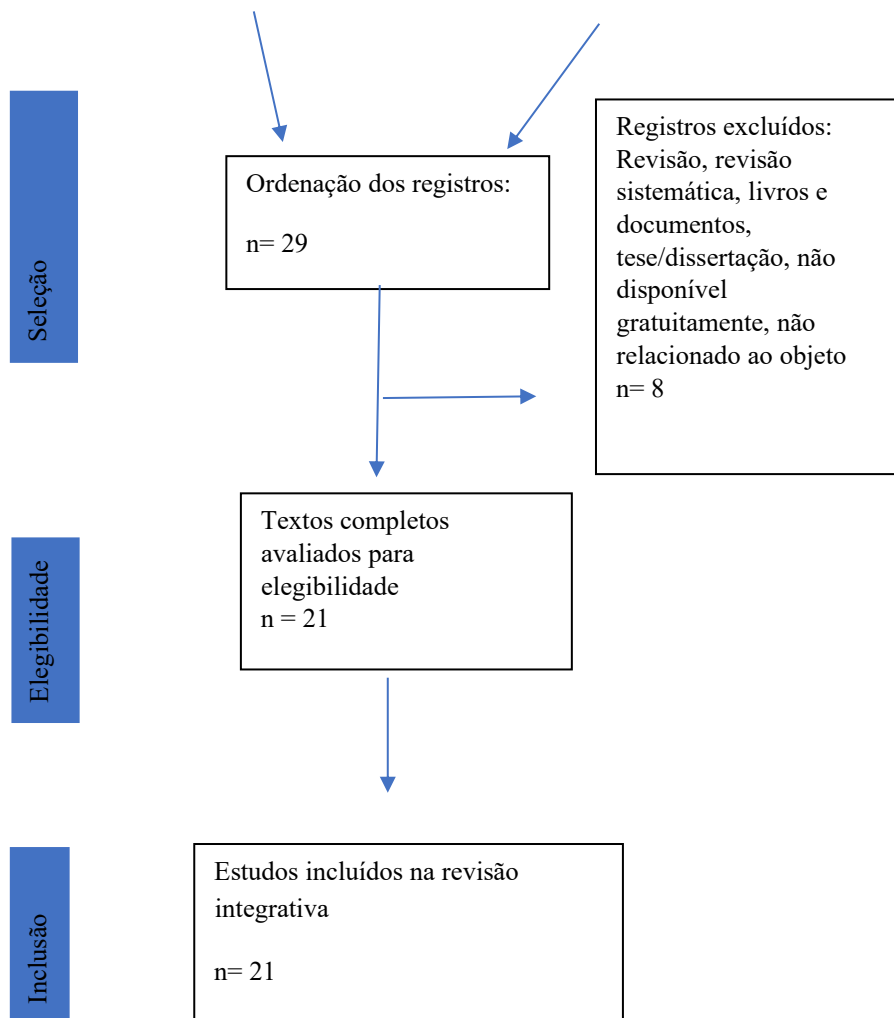 Seleção
Ordenação dos registros:
n= 29
Registros excluídos:
Revisão, revisão
sistemática, livros e
documentos,
tese/dissertação, não
disponível
gratuitamente, não
relacionado ao objeto
n= 8
Elegibilidade
Textos completos
avaliados para
elegibilidade
n = 21
Inclusão
Estudos incluídos na revisão
integrativa
n= 21